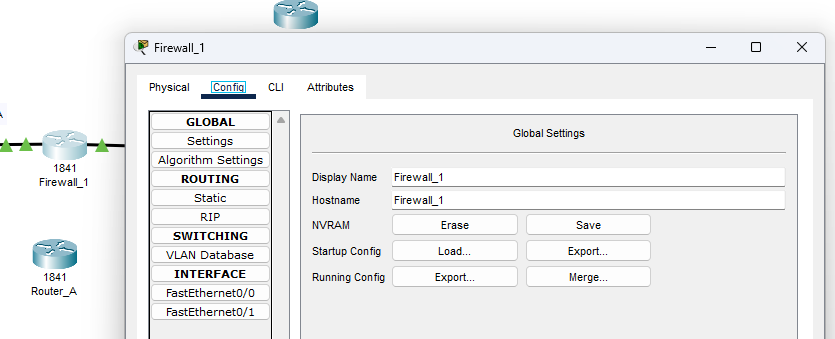 Firewall_1
Physical Config CLI Attributes
GLOBAL
Settings
Algorithm Settings
ROUTING
Static
RIP
SWITCHING
VLAN Database
INTERFACE
FastEthernet0/0
FastEthernet0/1
Global Settings
Display Name Firewall_1
Hostname Firewall_1
NVRAM Erase Save
Startup Config Load... Export...
Running Config Export... Merge...
A
1841
Firewall_1
1841
Router_A